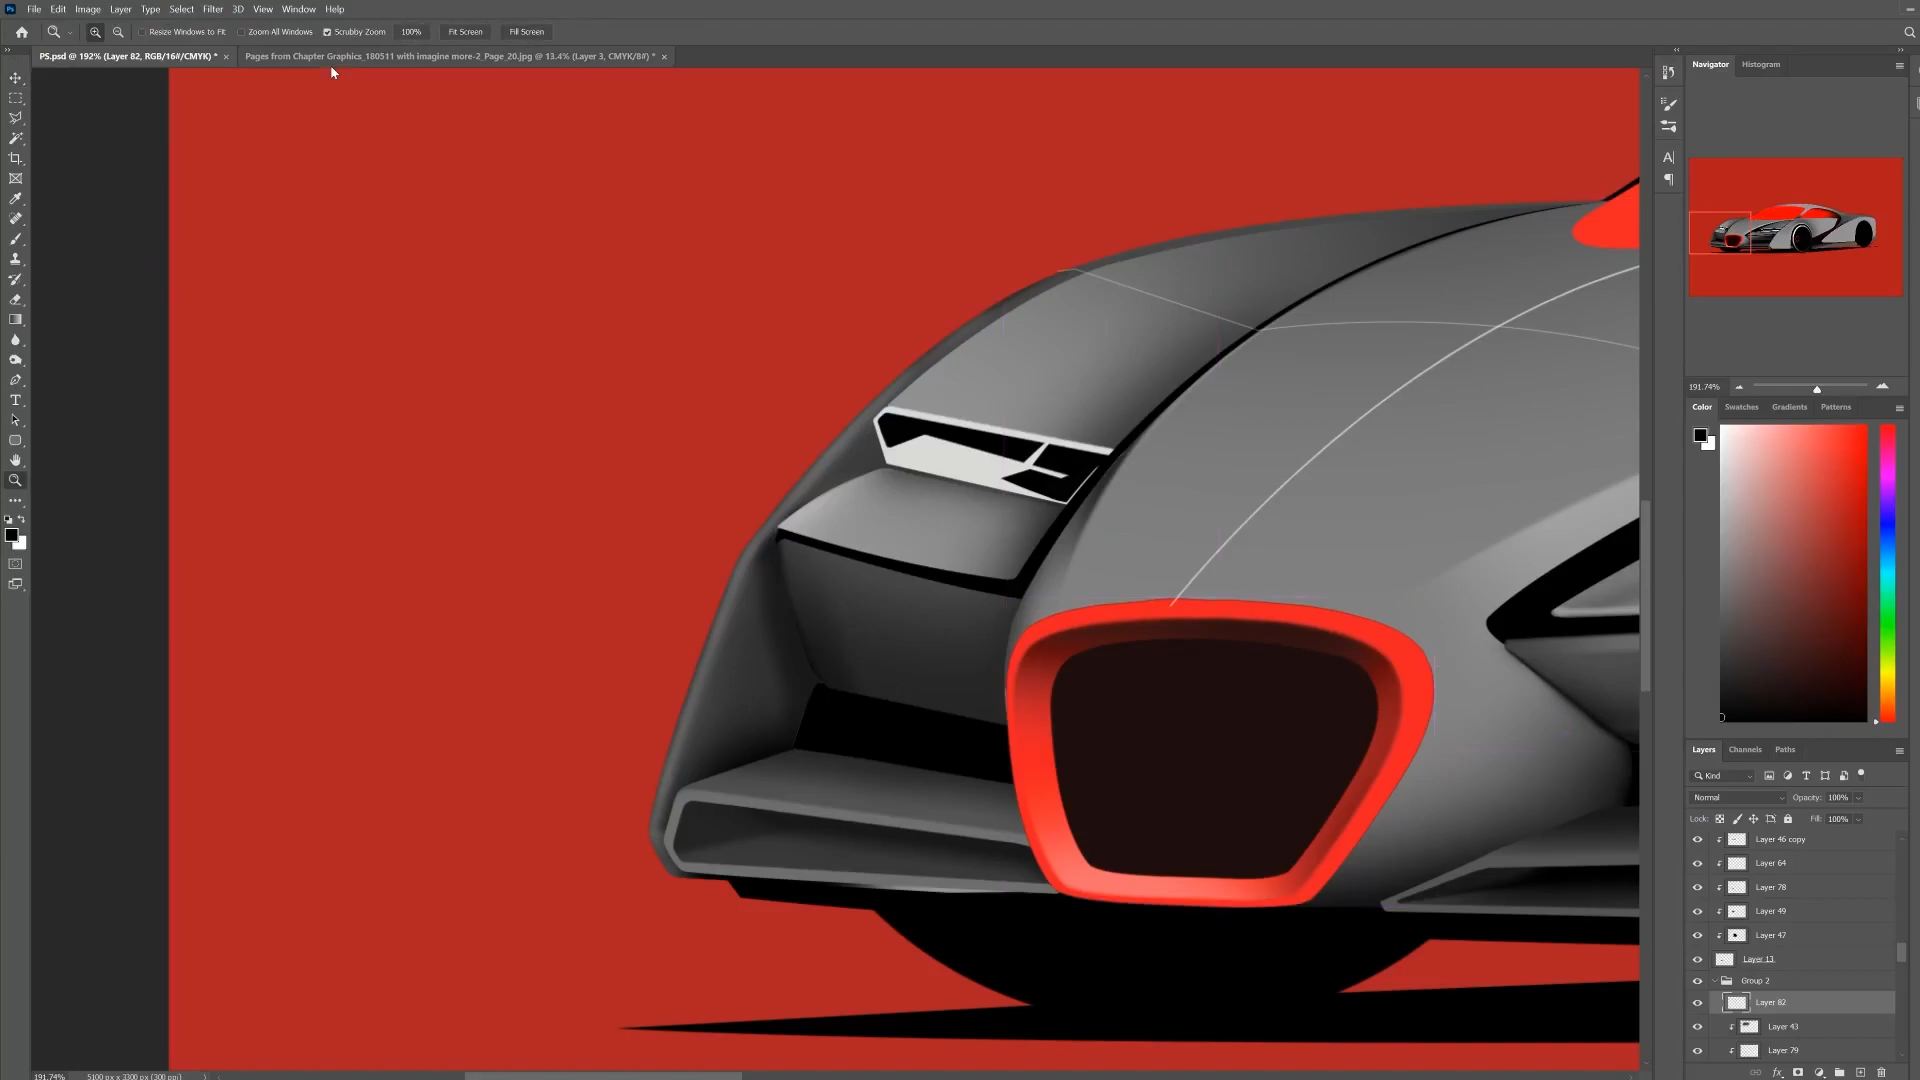 Ps File Edit Image Layer Type Select Filter 3D View Window Help
Resize Windows to Fit Zoom All Windows Scrubby Zoom 100% Fit Screen Fill Screen
PS.psd @ 192% (Layer 82, RGB/16#/CMYK) * × Pages from Chapter Graphics_180511 with imagine more-2_Page_20.jpg @ 13.4% (Layer 3, CMYK/8#) * ×
Navigator Histogram
191.74%
Color Swatches Gradients Patterns
Layers Channels Paths
Kind
Normal Opacity: 100%
Lock: Fill: 100%
Layer 46 copy
Layer 64
Layer 78
Layer 49
Layer 47
Layer 13
Group 2
Layer 82
Layer 43
Layer 79
191.74% 5100 px x 3300 px (300 ppi)